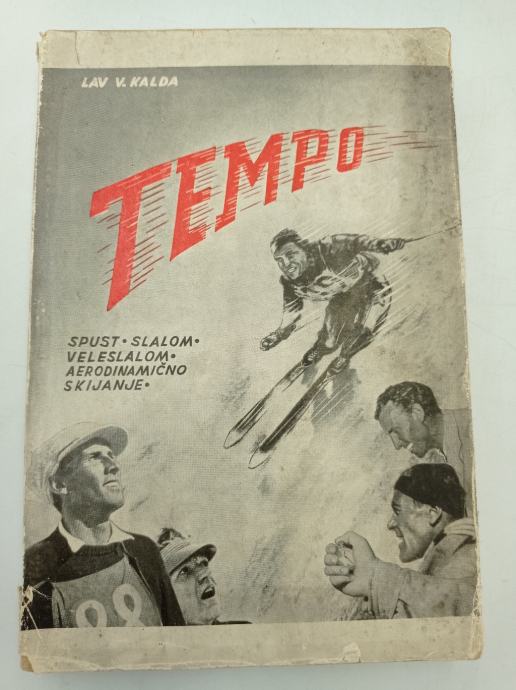 LAV V. KALDA
TEMPO
SPUST • SLALOM •
VELESLALOM •
AERODINAMIČNO
SKIJANJE •
88